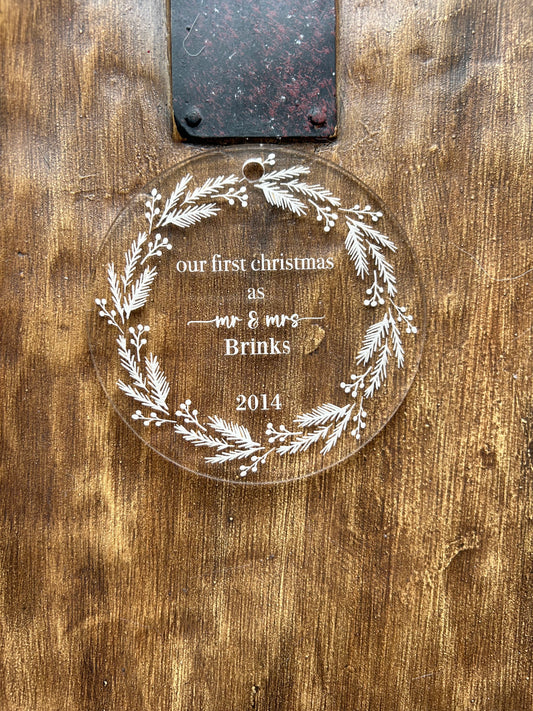 our first christmas
as
mr & mrs
Brinks
2014